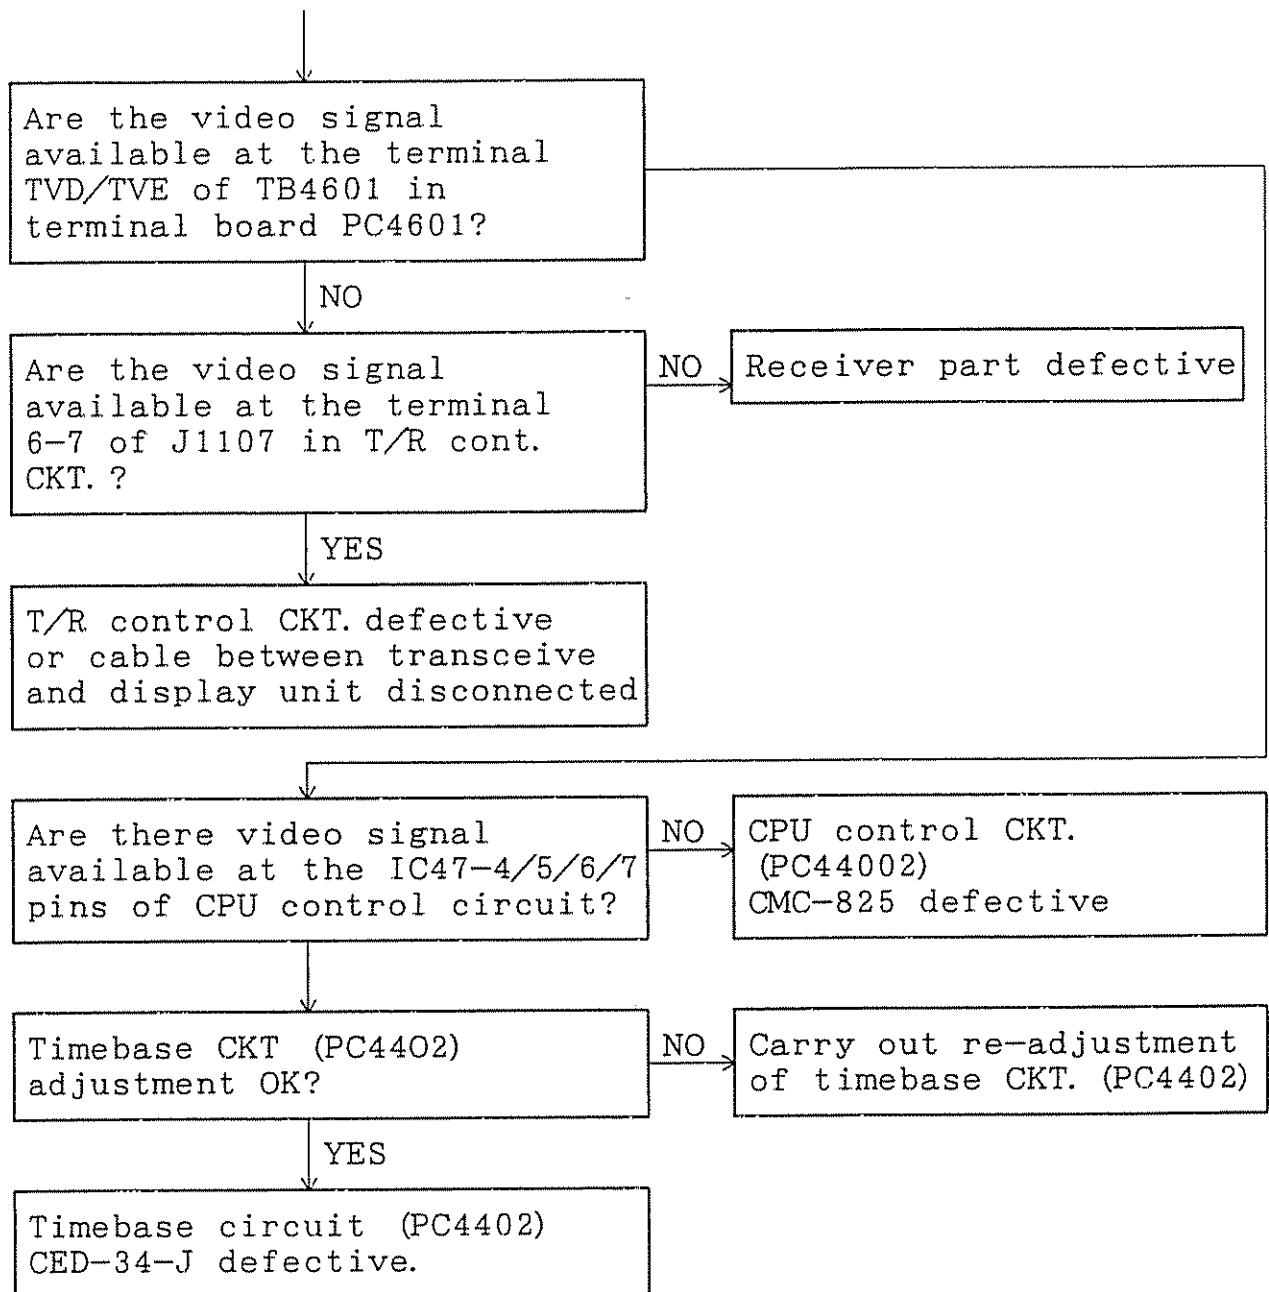 Are the video signal
available at the terminal
TVD/TVE of TB4601 in
terminal board PC4601?
NO
Are the video signal
available at the terminal
6-7 of J1107 in T/R cont.
CKT. ?
NO
Receiver part defective
YES
T/R control CKT. defective
or cable between transceive
and display unit disconnected
Are there video signal
available at the IC47-4/5/6/7
pins of CPU control circuit?
NO
CPU control CKT.
(PC44002)
CMC-825 defective
Timebase CKT (PC4402)
adjustment OK?
NO
Carry out re-adjustment
of timebase CKT. (PC4402)
YES
Timebase circuit (PC4402)
CED-34-J defective.